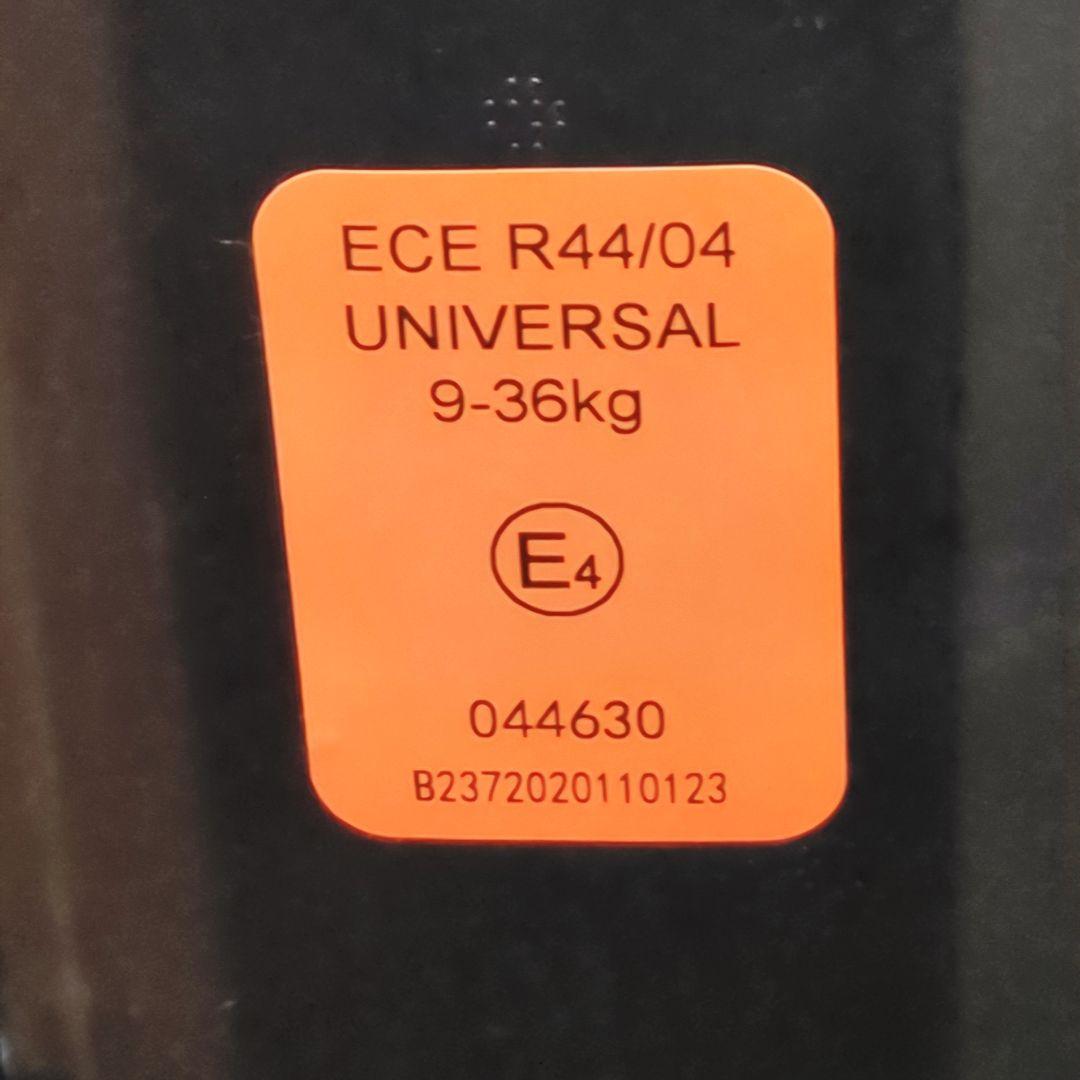 ECE R44/04
UNIVERSAL
9-36kg
E4
044630
B2372020110123